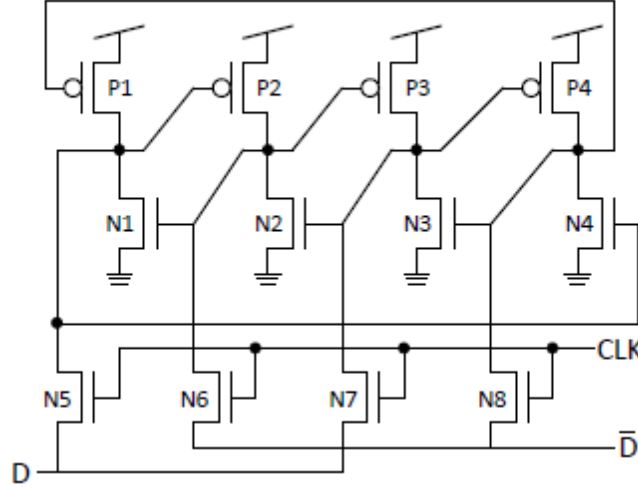 P1 P2 P3 P4
N1 N2 N3 N4
CLK
N5 N6 N7 N8
D̅
D